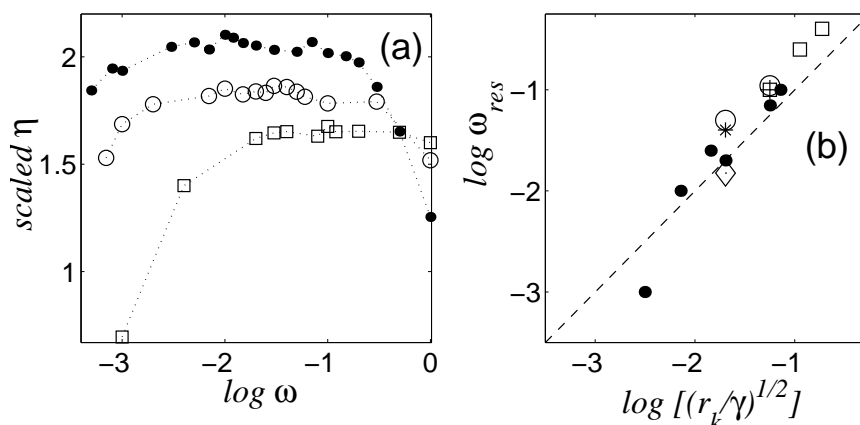 (a)
scaled η
2
1.5
1
−3 −2 −1 0
log ω
(b)
log ω_res
−1
−2
−3
−3 −2 −1
log [(r_k/γ)^{1/2}]